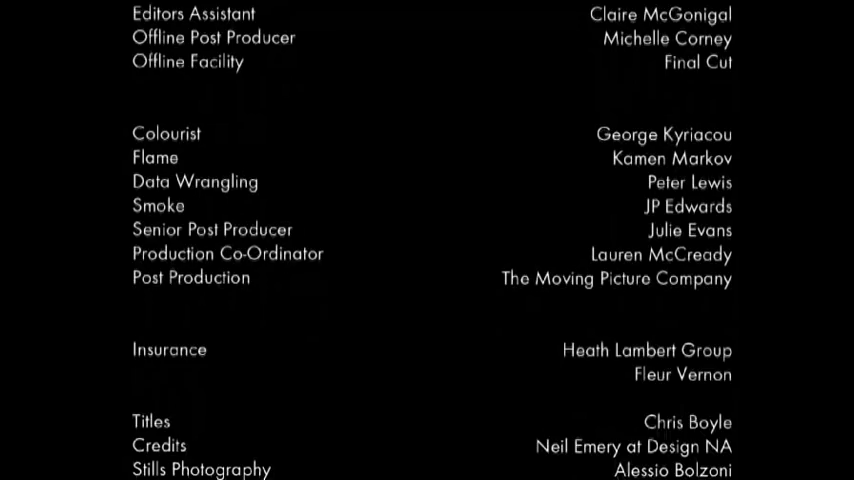 Editors Assistant Claire McGonigal
Offline Post Producer Michelle Corney
Offline Facility Final Cut
Colourist George Kyriacou
Flame Kamen Markov
Data Wrangling Peter Lewis
Smoke JP Edwards
Senior Post Producer Julie Evans
Production Co-Ordinator Lauren McCready
Post Production The Moving Picture Company
Insurance Heath Lambert Group
Fleur Vernon
Titles Chris Boyle
Credits Neil Emery at Design NA
Stills Photography Alessio Bolzoni